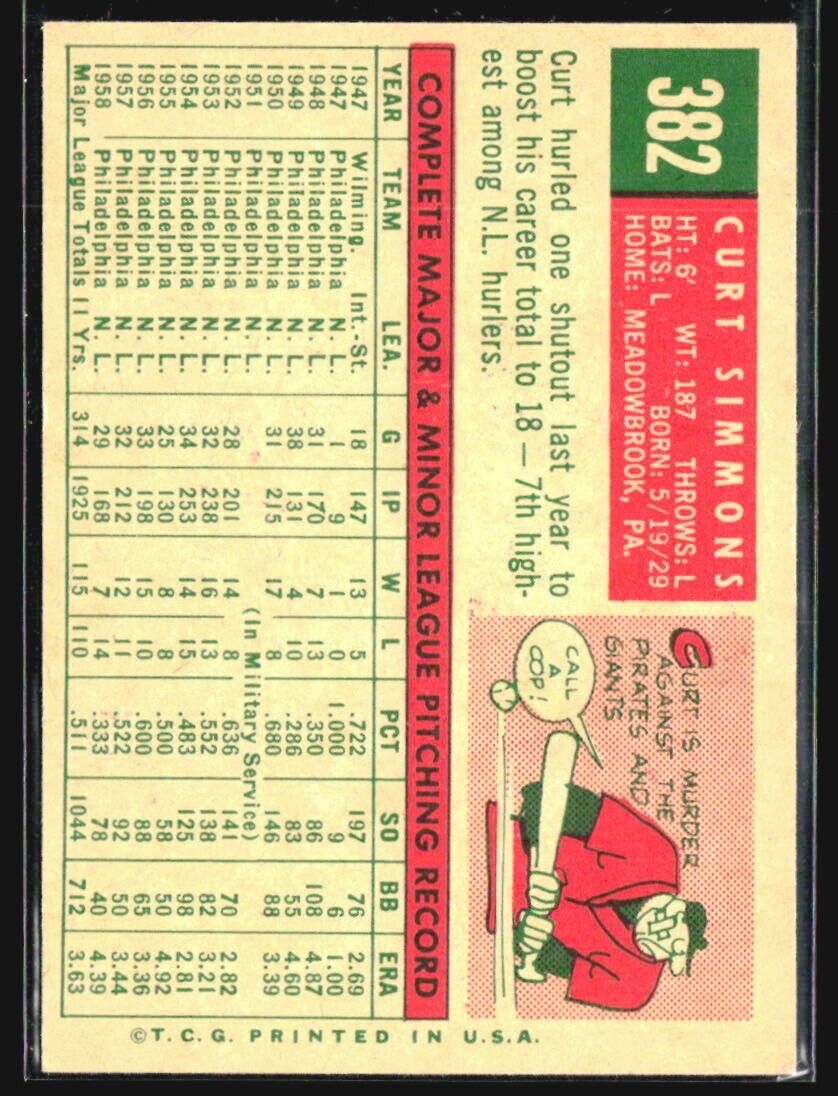 382
CURT SIMMONS
HT: 6' WT: 187 THROWS: L
BATS: L BORN: 5/19/29
HOME: MEADOWBROOK, PA.
Curt hurled one shutout last year to
boost his career total to 18 — 7th high-
est among N.L. hurlers.
CURT IS MURDER
AGAINST THE
PIRATES AND
GIANTS
CALL
A
COP!
COMPLETE MAJOR & MINOR LEAGUE PITCHING RECORD
YEAR TEAM LEA. G IP W L PCT SO BB ERA
1947 Wilming. Int.-St. 18 147 13 5 .722 197 76 2.69
1947 Philadelphia N. L. 1 9 1 0 1.000 9 6 1.00
1948 Philadelphia N. L. 31 170 7 13 .350 86 108 4.87
1949 Philadelphia N. L. 38 131 4 10 .286 83 55 4.60
1950 Philadelphia N. L. 31 215 17 8 .680 146 88 3.39
1951 Philadelphia N. L. (In Military Service)
1952 Philadelphia N. L. 28 201 14 8 .636 141 70 2.82
1953 Philadelphia N. L. 32 238 16 13 .552 138 82 3.21
1954 Philadelphia N. L. 34 253 14 15 .483 125 98 2.81
1955 Philadelphia N. L. 25 130 8 8 .500 58 50 4.92
1956 Philadelphia N. L. 33 198 15 10 .600 88 65 3.36
1957 Philadelphia N. L. 32 212 12 11 .522 92 50 3.44
1958 Philadelphia N. L. 29 168 7 14 .333 78 40 4.39
Major League Totals 11 Yrs. 314 1925 115 110 .511 1044 712 3.63
©T. C. G. PRINTED IN U.S.A.